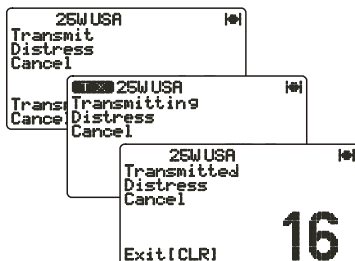 25W USA
Transmit
Distress
Cancel
Cance
TX 25W USA
Transmitting
Distress
Cancel
25W USA
Transmitted
Distress
Cancel
16
Exit[CLR]